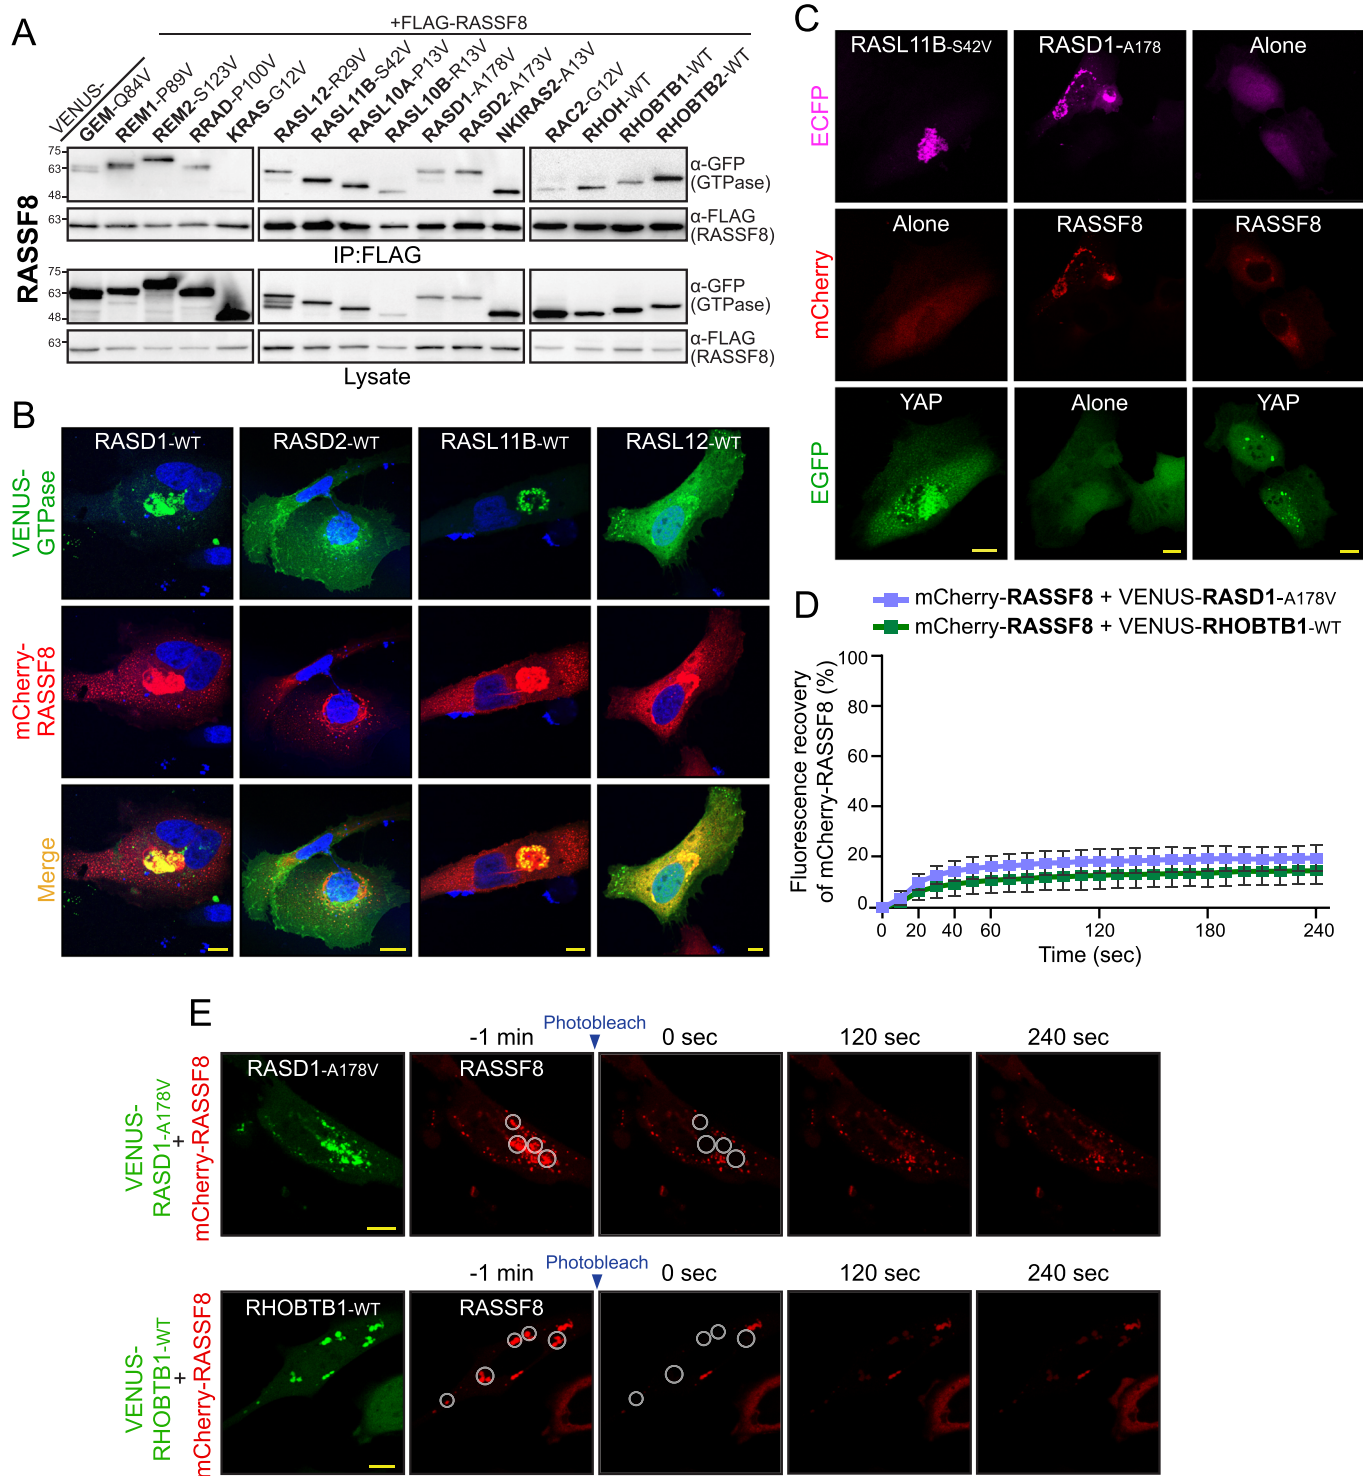 A
+FLAG-RASSF8
VENUS-
GEM-Q84V
REM1-P89V
REM2-S123V
RRAD-P100V
KRAS-G12V
RASL12-R29V
RASL11B-S42V
RASL10A-P13V
RASL10B-R13V
RASD1-A178V
RASD2-A173V
NKIRAS2-A13V
RAC2-G12V
RHOH-WT
RHOBTB1-WT
RHOBTB2-WT
RASSF8
75
63
48
α-GFP
(GTPase)
63
α-FLAG
(RASSF8)
IP:FLAG
75
63
48
α-GFP
(GTPase)
63
α-FLAG
(RASSF8)
Lysate
B
RASD1-WT
RASD2-WT
RASL11B-WT
RASL12-WT
VENUS-
GTPase
mCherry-
RASSF8
Merge
C
RASL11B-S42V
RASD1-A178
Alone
ECFP
Alone
RASSF8
RASSF8
mCherry
YAP
Alone
YAP
EGFP
D
mCherry-RASSF8 + VENUS-RASD1-A178V
mCherry-RASSF8 + VENUS-RHOBTB1-WT
Fluorescence recovery
of mCherry-RASSF8 (%)
100
80
60
40
20
0
0 20 40 60 120 180 240
Time (sec)
E
Photobleach
-1 min
0 sec
120 sec
240 sec
VENUS-
RASD1-A178V
+
mCherry-RASSF8
RASD1-A178V
RASSF8
Photobleach
-1 min
0 sec
120 sec
240 sec
VENUS-
RHOBTB1-WT
+
mCherry-RASSF8
RHOBTB1-WT
RASSF8